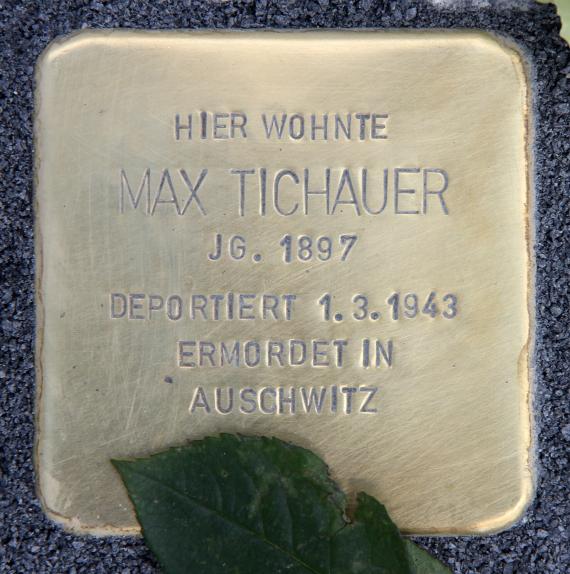 HIER WOHNTE
MAX TICHAUER
JG. 1897
DEPORTIERT 1.3.1943
ERMORDET IN
AUSCHWITZ